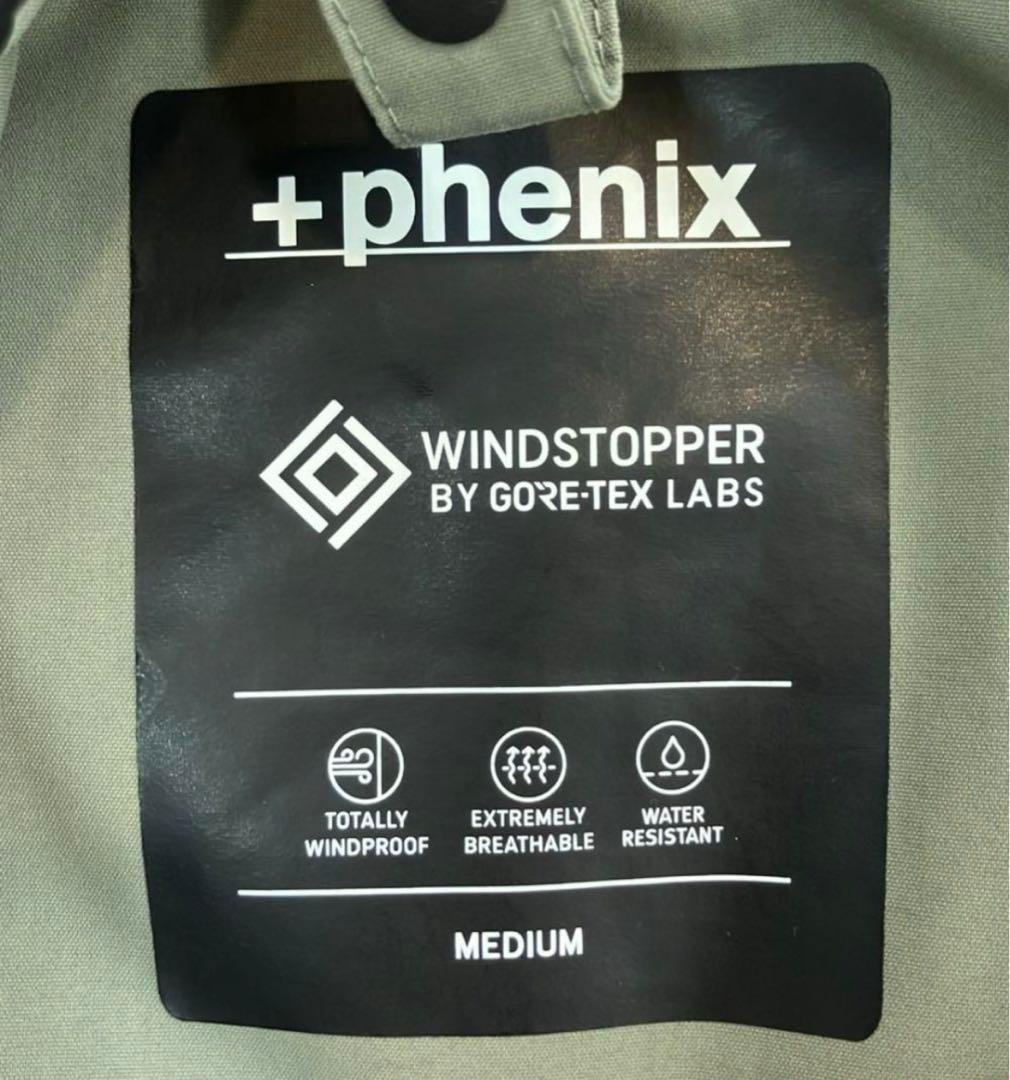 +phenix
WINDSTOPPER
BY GORE-TEX LABS
TOTALLY
WINDPROOF
EXTREMELY
BREATHABLE
WATER
RESISTANT
MEDIUM